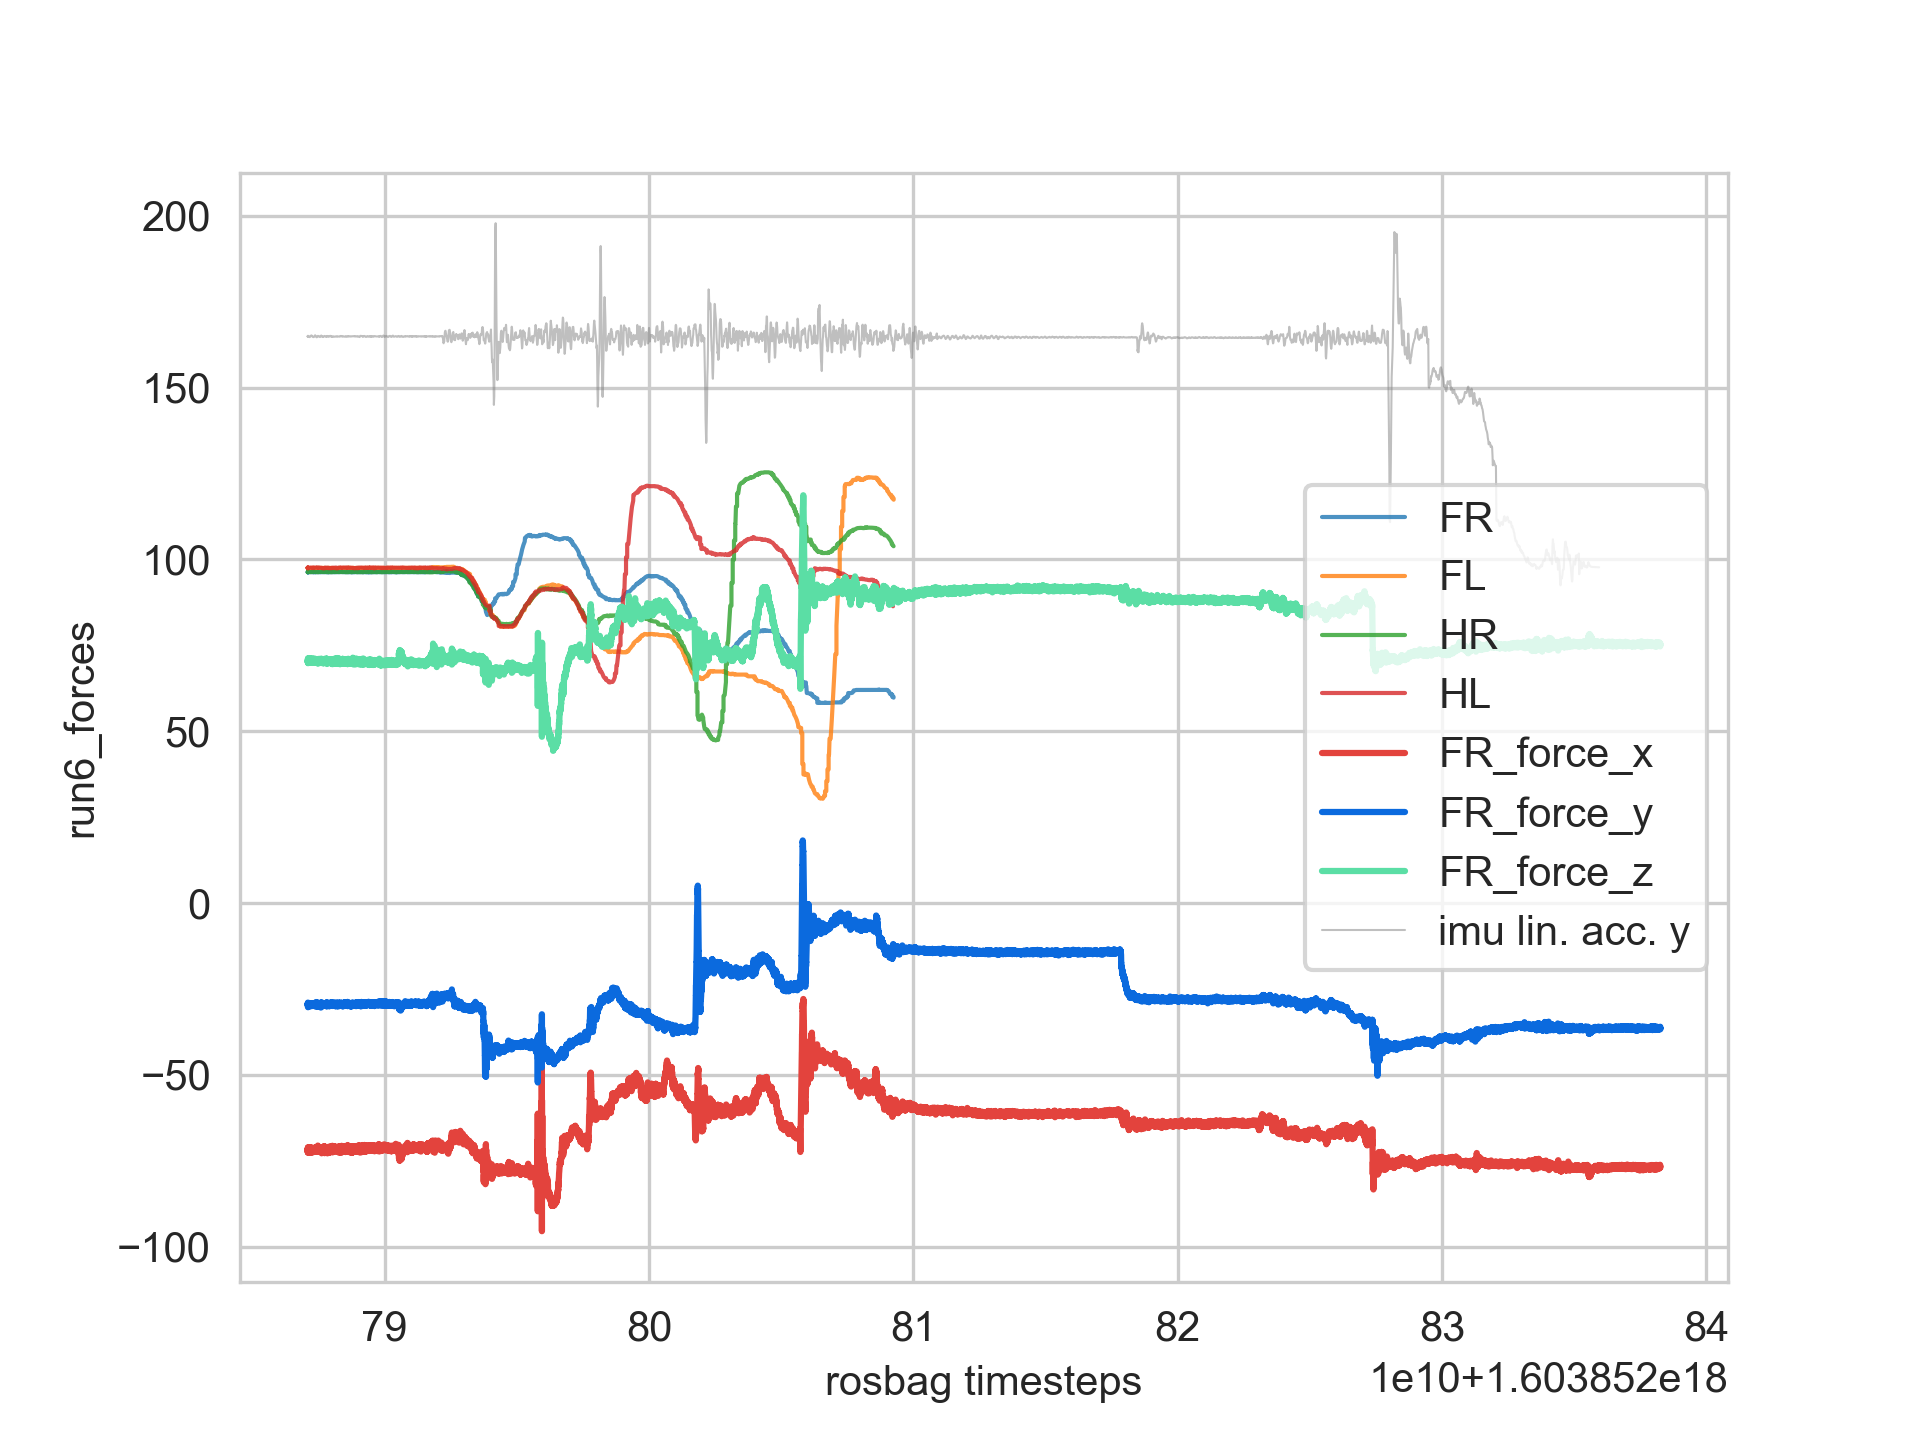 200
150
100
50
0
−50
−100
run6_forces
79 80 81 82 83 84
rosbag timesteps
1e10+1.603852e18
FR
FL
HR
HL
FR_force_x
FR_force_y
FR_force_z
imu lin. acc. y